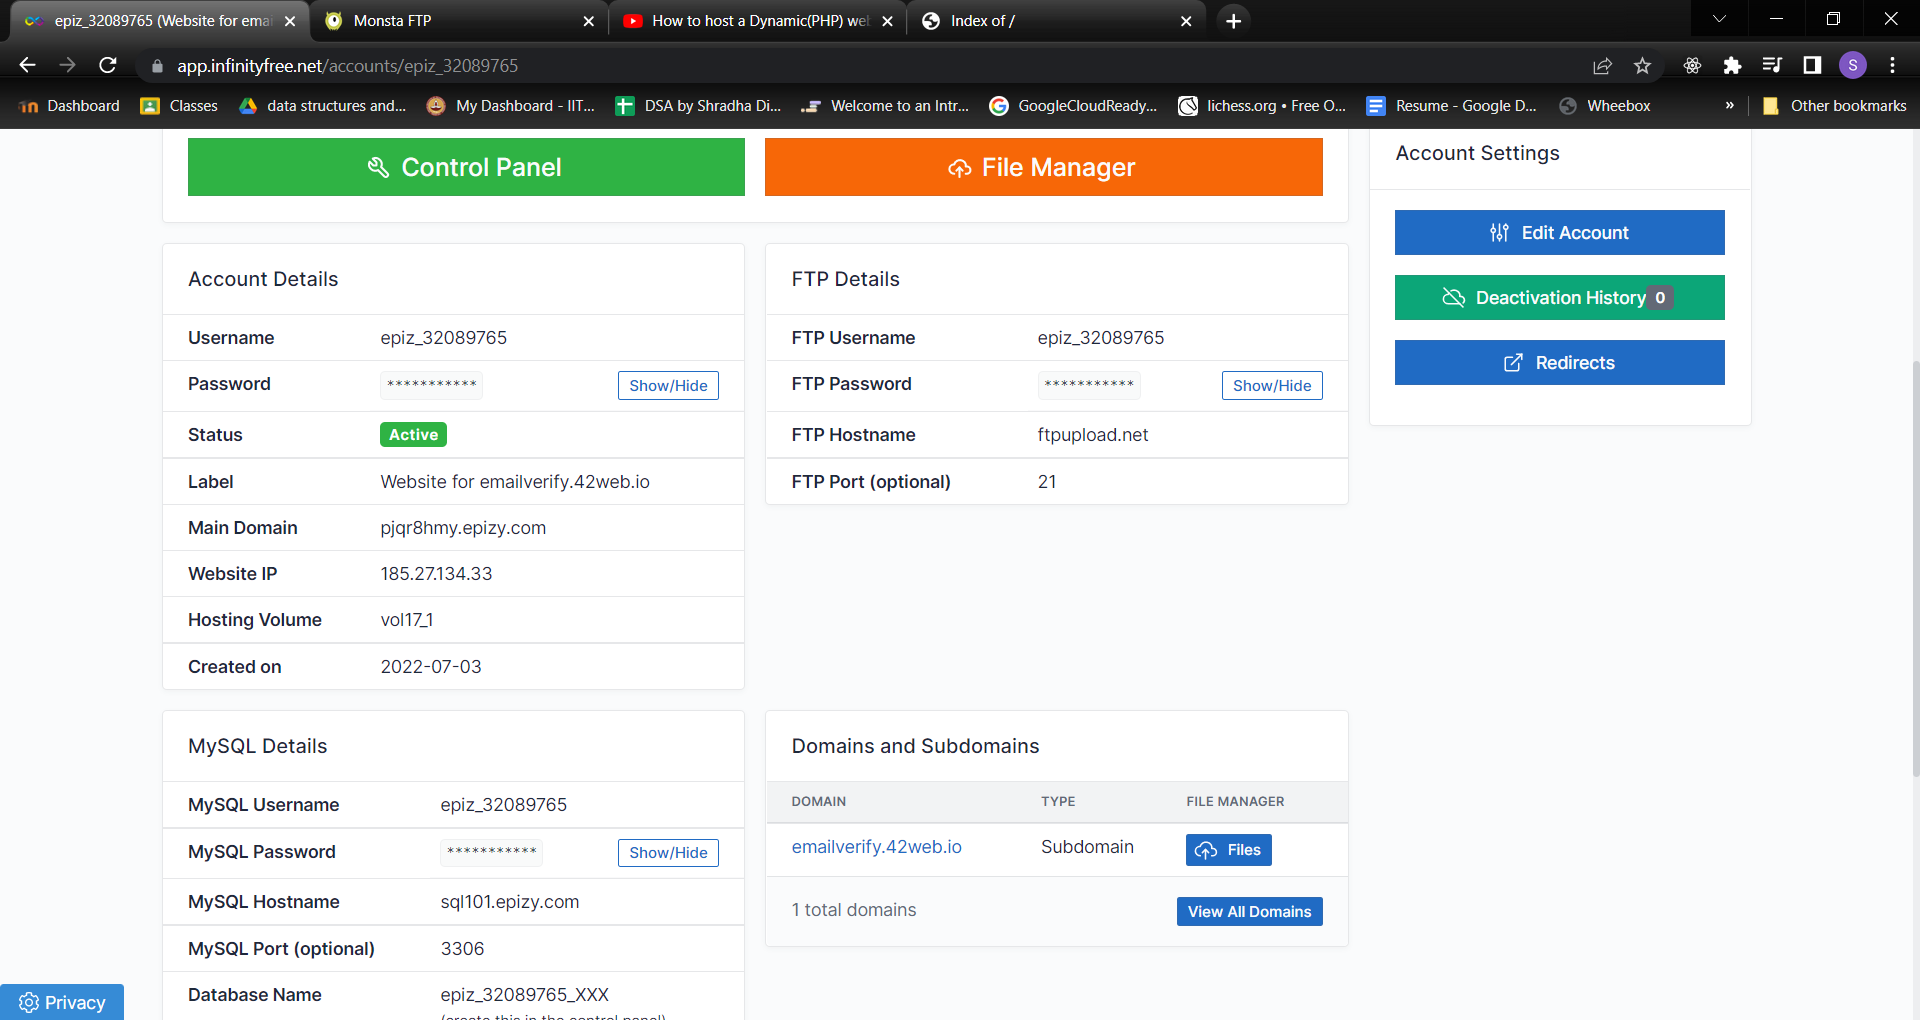 epiz_32089765 (Website for emai
Monsta FTP
How to host a Dynamic(PHP) we
Index of /
app.infinityfree.net/accounts/epiz_32089765
S
Dashboard
Classes
data structures and...
My Dashboard - IIT...
DSA by Shradha Di...
Welcome to an Intr...
GoogleCloudReady...
lichess.org • Free O...
Resume - Google D...
Wheebox
»
Other bookmarks
Control Panel
File Manager
Account Settings
Edit Account
Deactivation History 0
Redirects
Account Details
Username epiz_32089765
Password *********** Show/Hide
Status Active
Label Website for emailverify.42web.io
Main Domain pjqr8hmy.epizy.com
Website IP 185.27.134.33
Hosting Volume vol17_1
Created on 2022-07-03
FTP Details
FTP Username epiz_32089765
FTP Password *********** Show/Hide
FTP Hostname ftpupload.net
FTP Port (optional) 21
MySQL Details
MySQL Username epiz_32089765
MySQL Password *********** Show/Hide
MySQL Hostname sql101.epizy.com
MySQL Port (optional) 3306
Database Name epiz_32089765_XXX
(create this in the control panel)
Domains and Subdomains
DOMAIN TYPE FILE MANAGER
emailverify.42web.io Subdomain Files
1 total domains View All Domains
Privacy